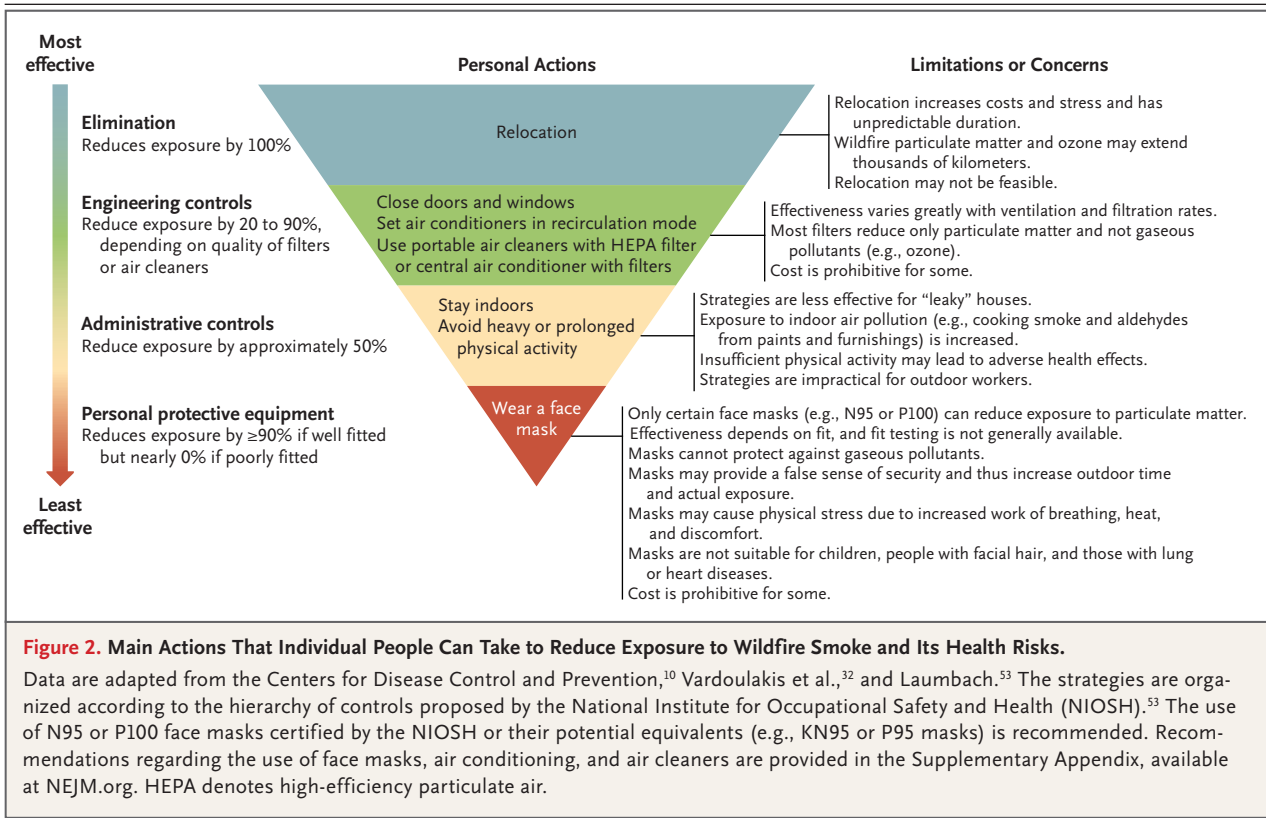 Most
effective
Personal Actions
Limitations or Concerns
Elimination
Reduces exposure by 100%
Relocation
Relocation increases costs and stress and has
unpredictable duration.
Wildfire particulate matter and ozone may extend
thousands of kilometers.
Relocation may not be feasible.
Engineering controls
Reduce exposure by 20 to 90%,
depending on quality of filters
or air cleaners
Close doors and windows
Set air conditioners in recirculation mode
Use portable air cleaners with HEPA filter
or central air conditioner with filters
Effectiveness varies greatly with ventilation and filtration rates.
Most filters reduce only particulate matter and not gaseous
pollutants (e.g., ozone).
Cost is prohibitive for some.
Administrative controls
Reduce exposure by approximately 50%
Stay indoors
Avoid heavy or prolonged
physical activity
Strategies are less effective for “leaky” houses.
Exposure to indoor air pollution (e.g., cooking smoke and aldehydes
from paints and furnishings) is increased.
Insufficient physical activity may lead to adverse health effects.
Strategies are impractical for outdoor workers.
Personal protective equipment
Reduces exposure by ≥90% if well fitted
but nearly 0% if poorly fitted
Wear a face
mask
Only certain face masks (e.g., N95 or P100) can reduce exposure to particulate matter.
Effectiveness depends on fit, and fit testing is not generally available.
Masks cannot protect against gaseous pollutants.
Masks may provide a false sense of security and thus increase outdoor time
and actual exposure.
Masks may cause physical stress due to increased work of breathing, heat,
and discomfort.
Masks are not suitable for children, people with facial hair, and those with lung
or heart diseases.
Cost is prohibitive for some.
Least
effective
Figure 2. Main Actions That Individual People Can Take to Reduce Exposure to Wildfire Smoke and Its Health Risks.
Data are adapted from the Centers for Disease Control and Prevention,¹⁰ Vardoulakis et al.,³² and Laumbach.⁵³ The strategies are orga-
nized according to the hierarchy of controls proposed by the National Institute for Occupational Safety and Health (NIOSH).⁵³ The use
of N95 or P100 face masks certified by the NIOSH or their potential equivalents (e.g., KN95 or P95 masks) is recommended. Recom-
mendations regarding the use of face masks, air conditioning, and air cleaners are provided in the Supplementary Appendix, available
at NEJM.org. HEPA denotes high-efficiency particulate air.